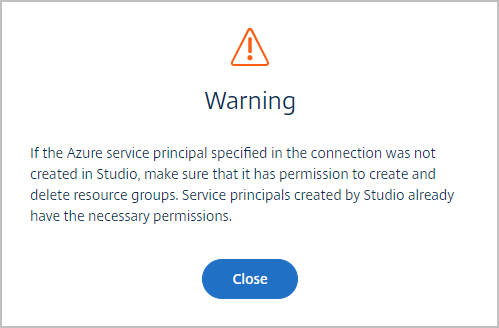 Warning
If the Azure service principal specified in the connection was not
created in Studio, make sure that it has permission to create and
delete resource groups. Service principals created by Studio already
have the necessary permissions.
Close